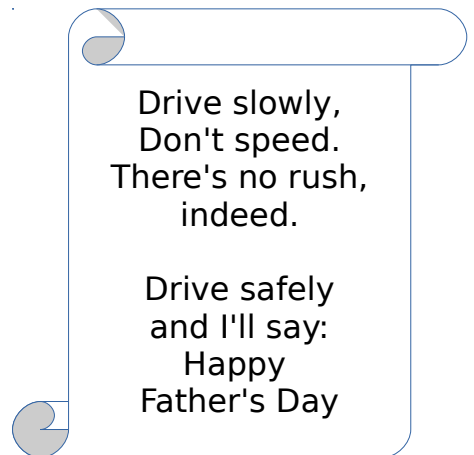 Drive slowly,
Don't speed.
There's no rush,
indeed.
Drive safely
and I'll say:
Happy
Father's Day